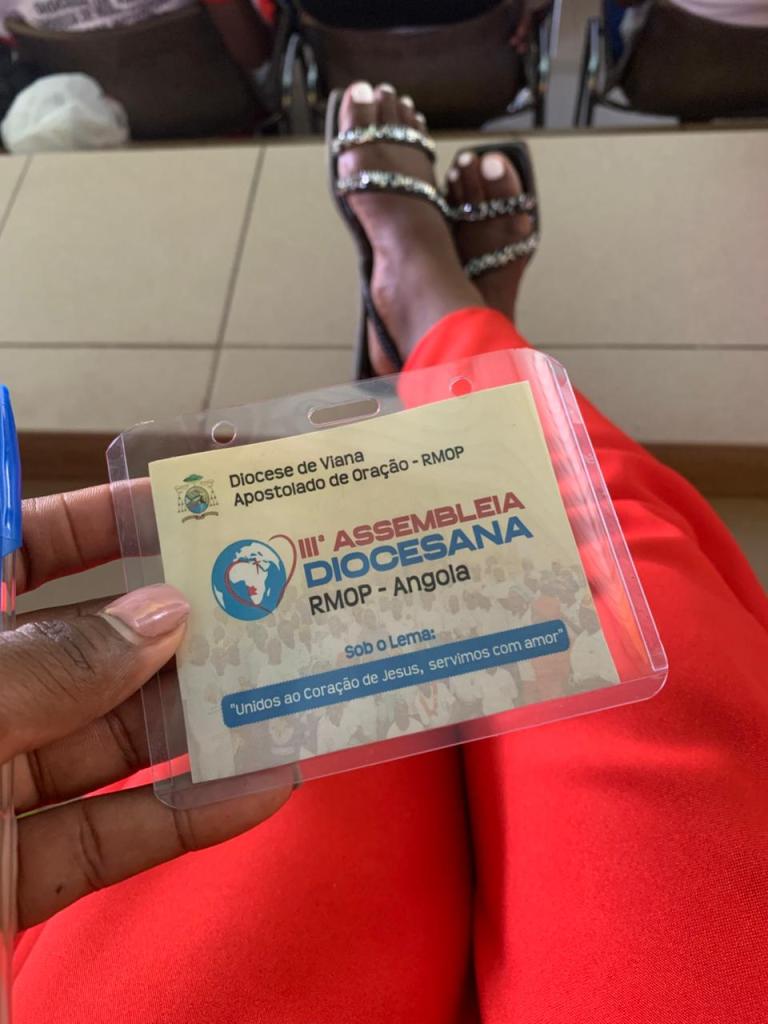 Diocese de Viana
Apostolado de Oração - RMOP
III° ASSEMBLEIA
DIOCESANA
RMOP - Angola
Sob o Lema:
"Unidos ao Coração de Jesus, servimos com amor"